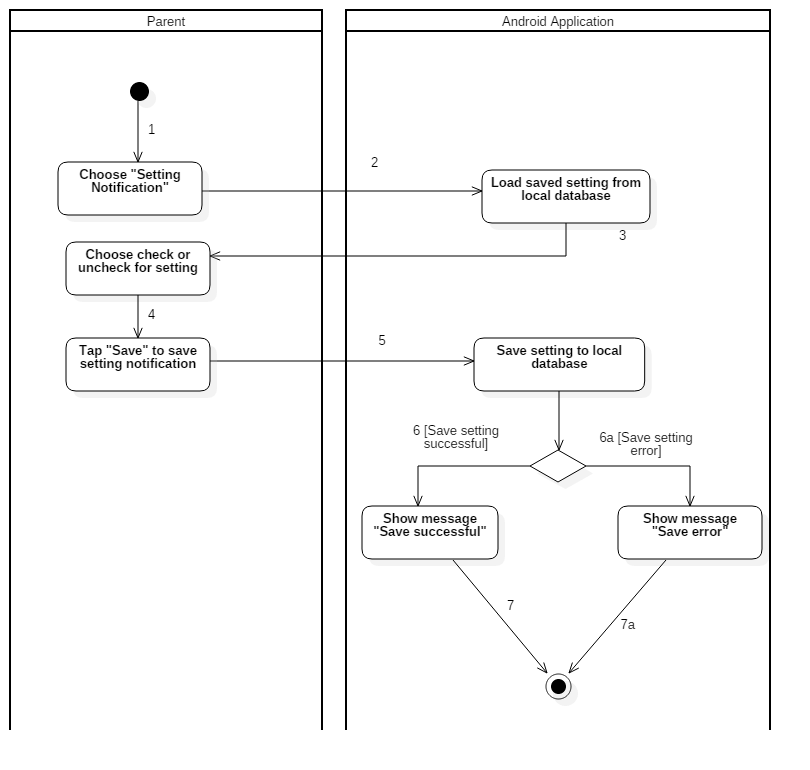 Parent
Android Application
1
Choose "Setting
Notification"
2
Load saved setting from
local database
3
Choose check or
uncheck for setting
4
Tap "Save" to save
setting notification
5
Save setting to local
database
6 [Save setting
successful]
6a [Save setting
error]
Show message
"Save successful"
Show message
"Save error"
7
7a